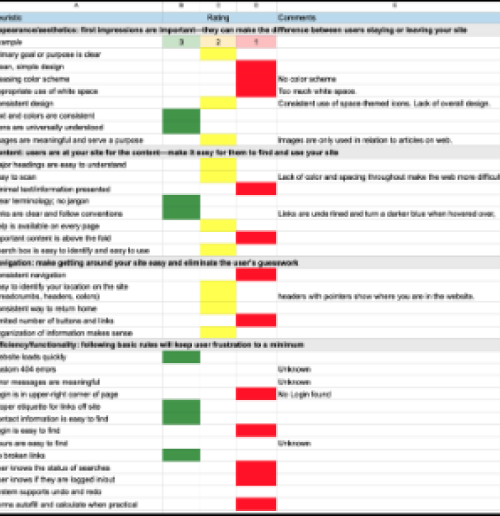 euristic Rating Comments
ppearance/aesthetics: first impressions are important—they can make the difference between users staying or leaving your site
ample 3 2 1
imary goal or purpose is clear
ean, simple design
easing color scheme No color scheme
propriate use of white space Too much white space.
onsistent design Consistent use of space themed icons. Lack of overall design.
ext and colors are consistent
ons are universally understood
ages are meaningful and serve a purpose Images are only used in relation to articles on web.
ontent: users are at your site for the content—make it easy for them to find and use your site
ajor headings are easy to understand
asy to scan Lack of color and spacing throughout make the web more difficul
nimal text/information presented
ear terminology; no jargon
nks are clear and follow conventions Links are underlined and turn a darker blue when hovered over.
elp is available on every page
portant content is above the fold
earch box is easy to identify and easy to use
avigation: make getting around your site easy and eliminate the user's guesswork
onsistent navigation
asy to identify your location on the site
readcrumbs, headers, colors) headers with pointers show where you are in the website.
onsistent way to return home
mited number of buttons and links
rganization of information makes sense
fficiency/functionality: following basic rules will keep user frustration to a minimum
ebsite loads quickly
ustom 404 errors Unknown
rror messages are meaningful Unknown
ogin is in upper-right corner of page No Login found
oper etiquette for links off site
ontact information is easy to find
ogin is easy to find
ours are easy to find Unknown
o broken links
ser knows the status of searches
ser knows if they are logged in/out
ystem supports undo and redo
orms autofill and calculate when practical